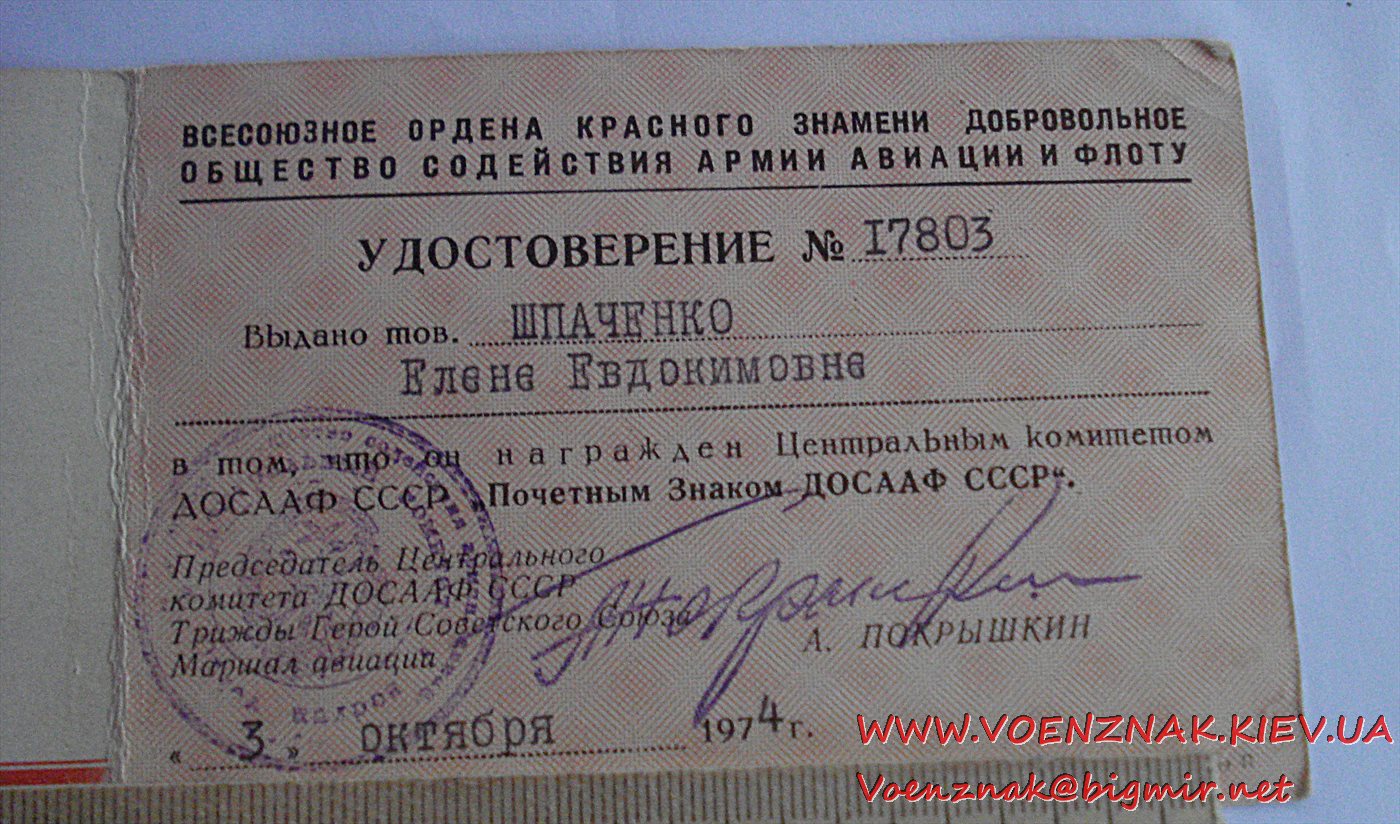 ВСЕСОЮЗНОЕ ОРДЕНА КРАСНОГО ЗНАМЕНИ ДОБРОВОЛЬНОЕ
ОБЩЕСТВО СОДЕЙСТВИЯ АРМИИ АВИАЦИИ И ФЛОТУ
УДОСТОВЕРЕНИЕ № I7803
Выдано тов. ШПАЧЕНКО
Елене Евдокимовне
в том, что он награжден Центральным комитетом
ДОСААФ СССР „Почетным Знаком ДОСААФ СССР“.
Председатель Центрального
комитета ДОСААФ СССР
Трижды Герой Советского Союза
Маршал авиации
А. ПОКРЫШКИН
« 3 » октября 1974 г.
WWW.VOENZNAK.KIEV.UA
Voenznak@bigmir.net